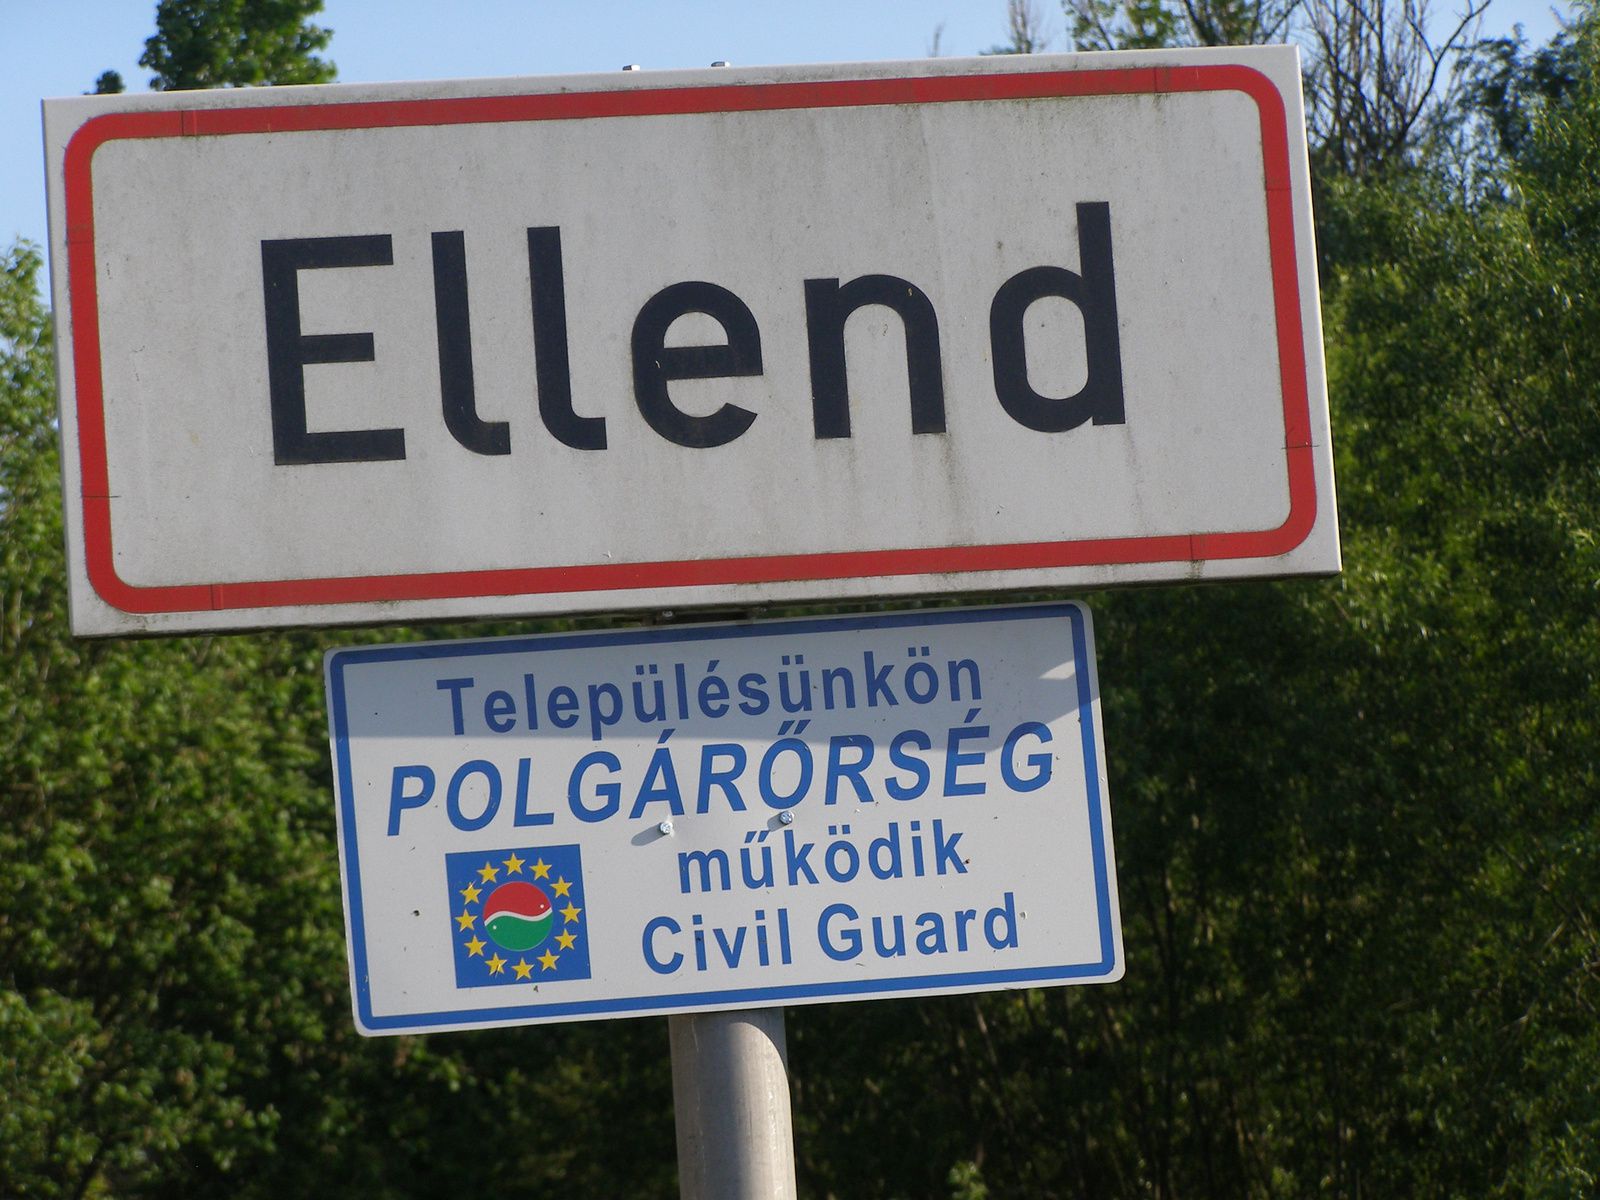 Ellend
Településünkön
POLGÁRŐRSÉG
működik
Civil Guard